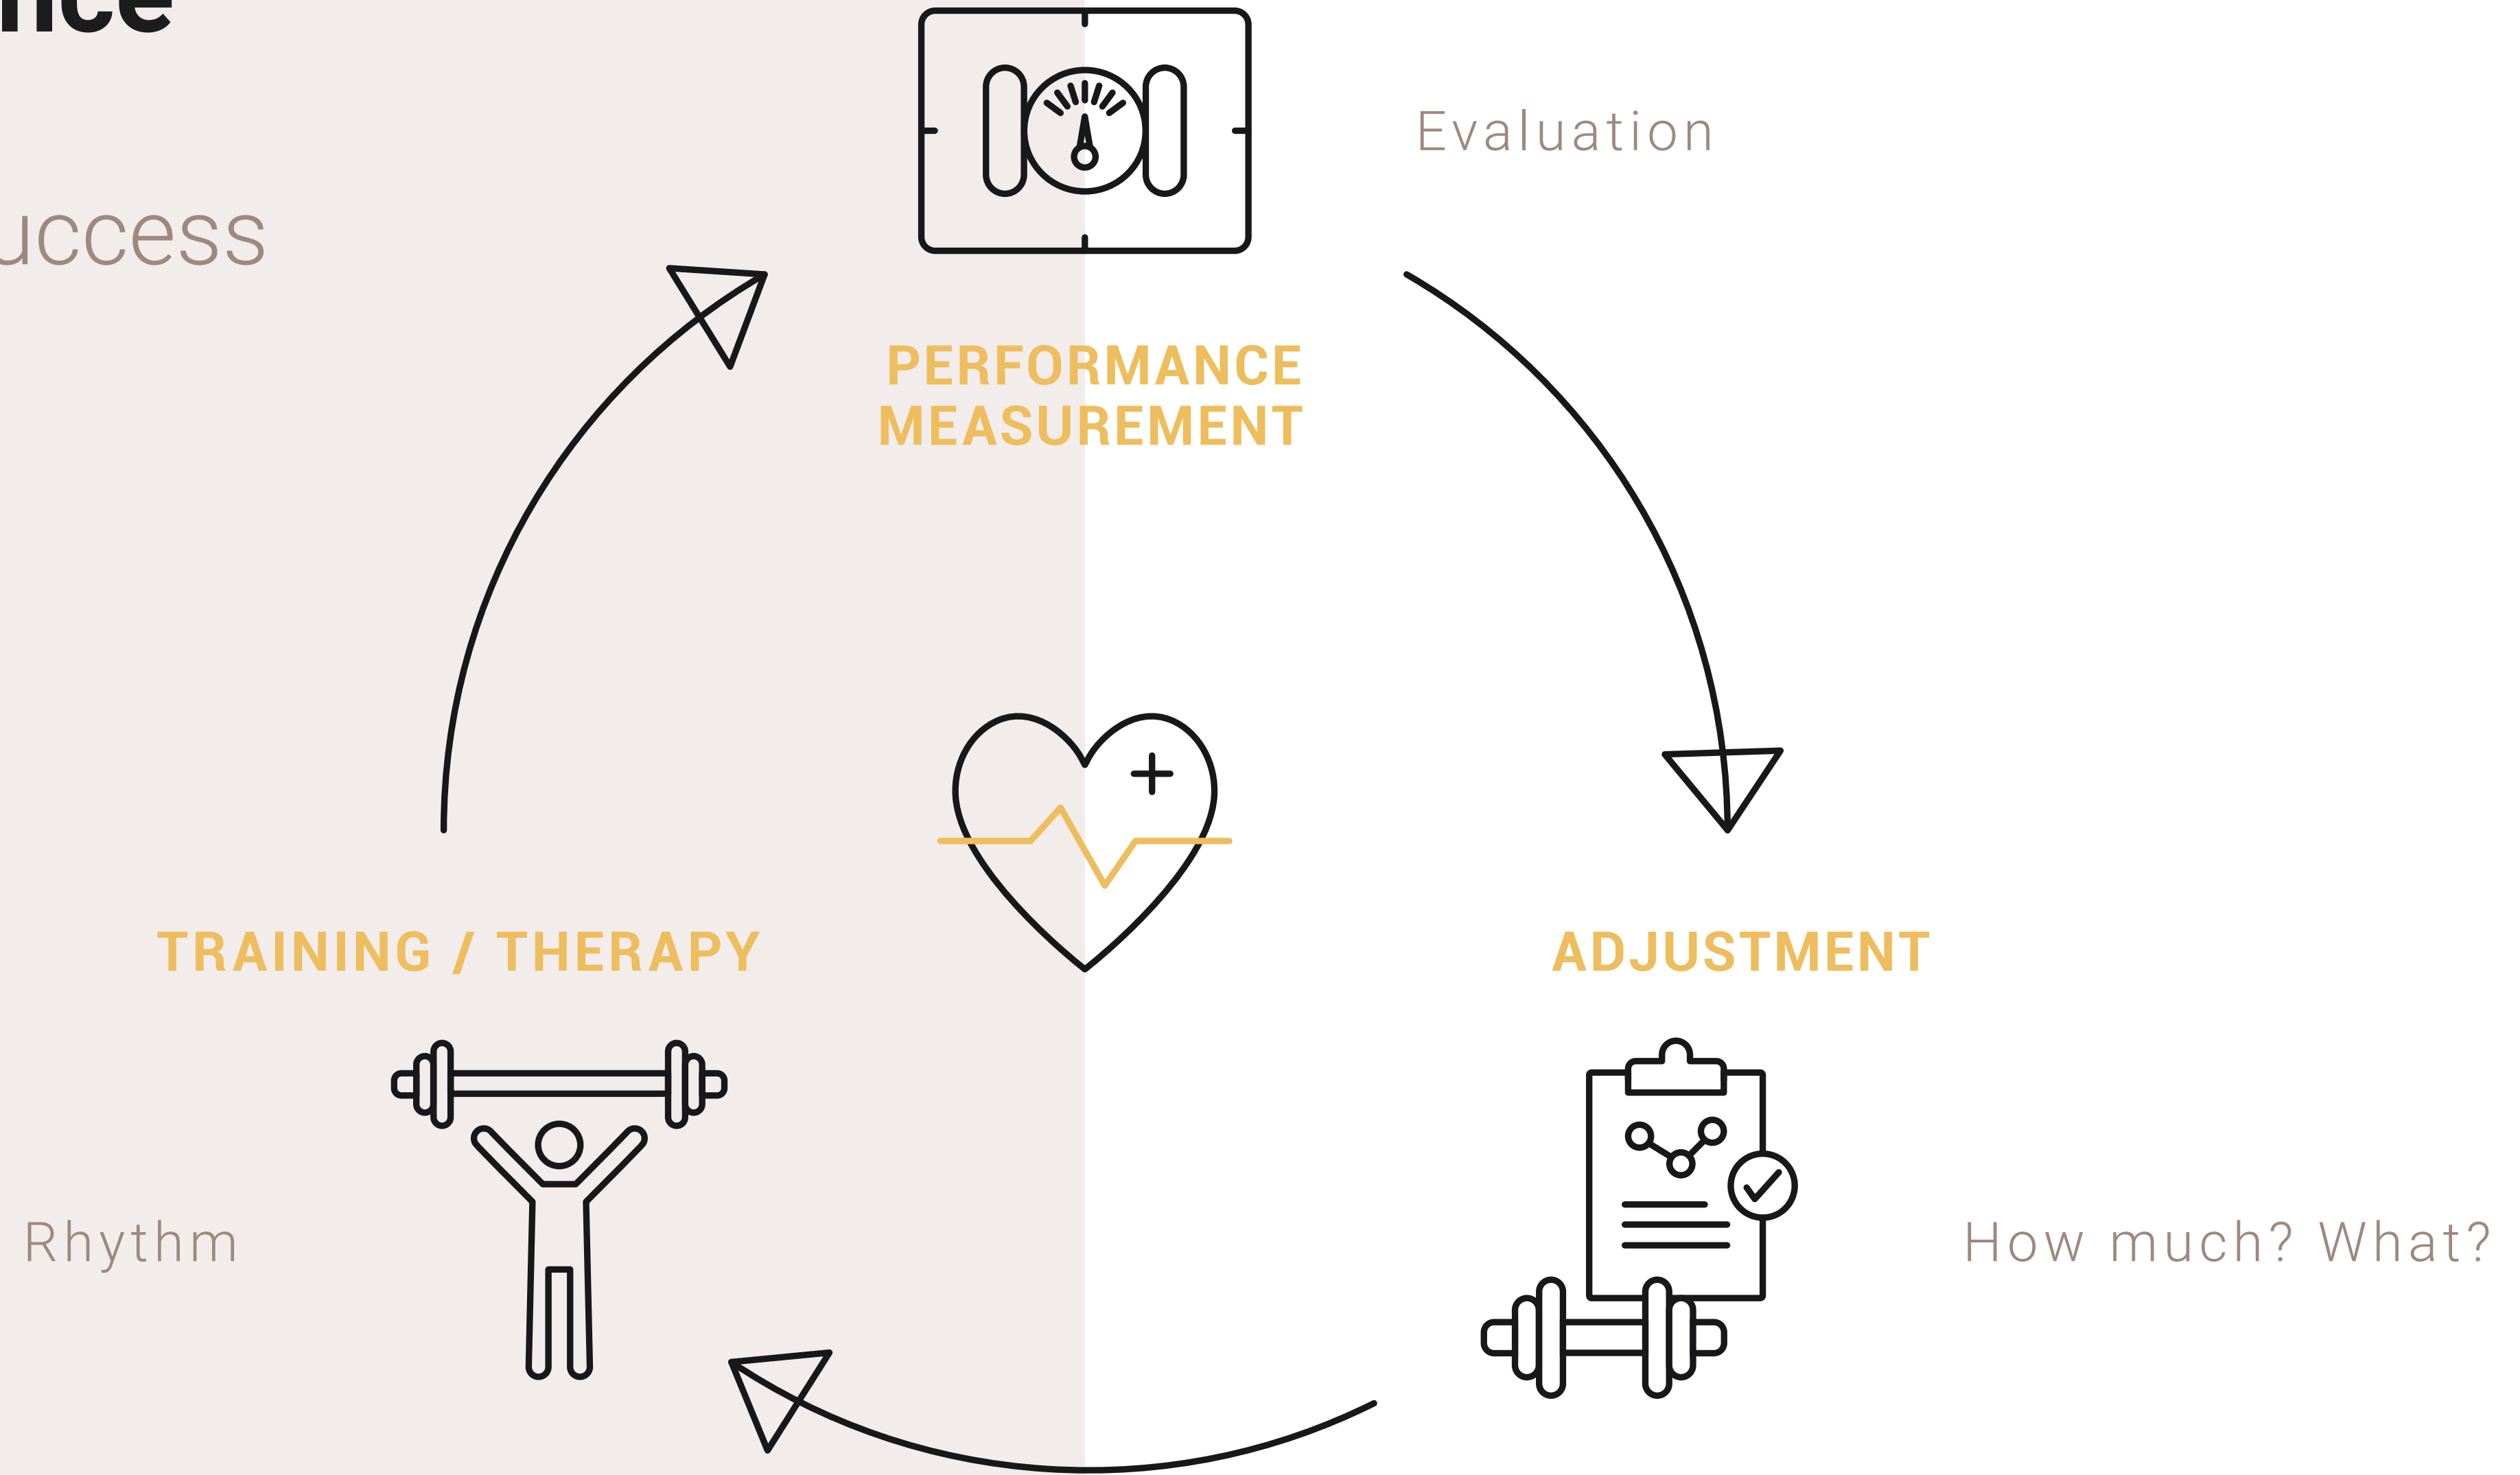 Evaluation
PERFORMANCE
MEASUREMENT
TRAINING / THERAPY
ADJUSTMENT
Rhythm
How much? What?